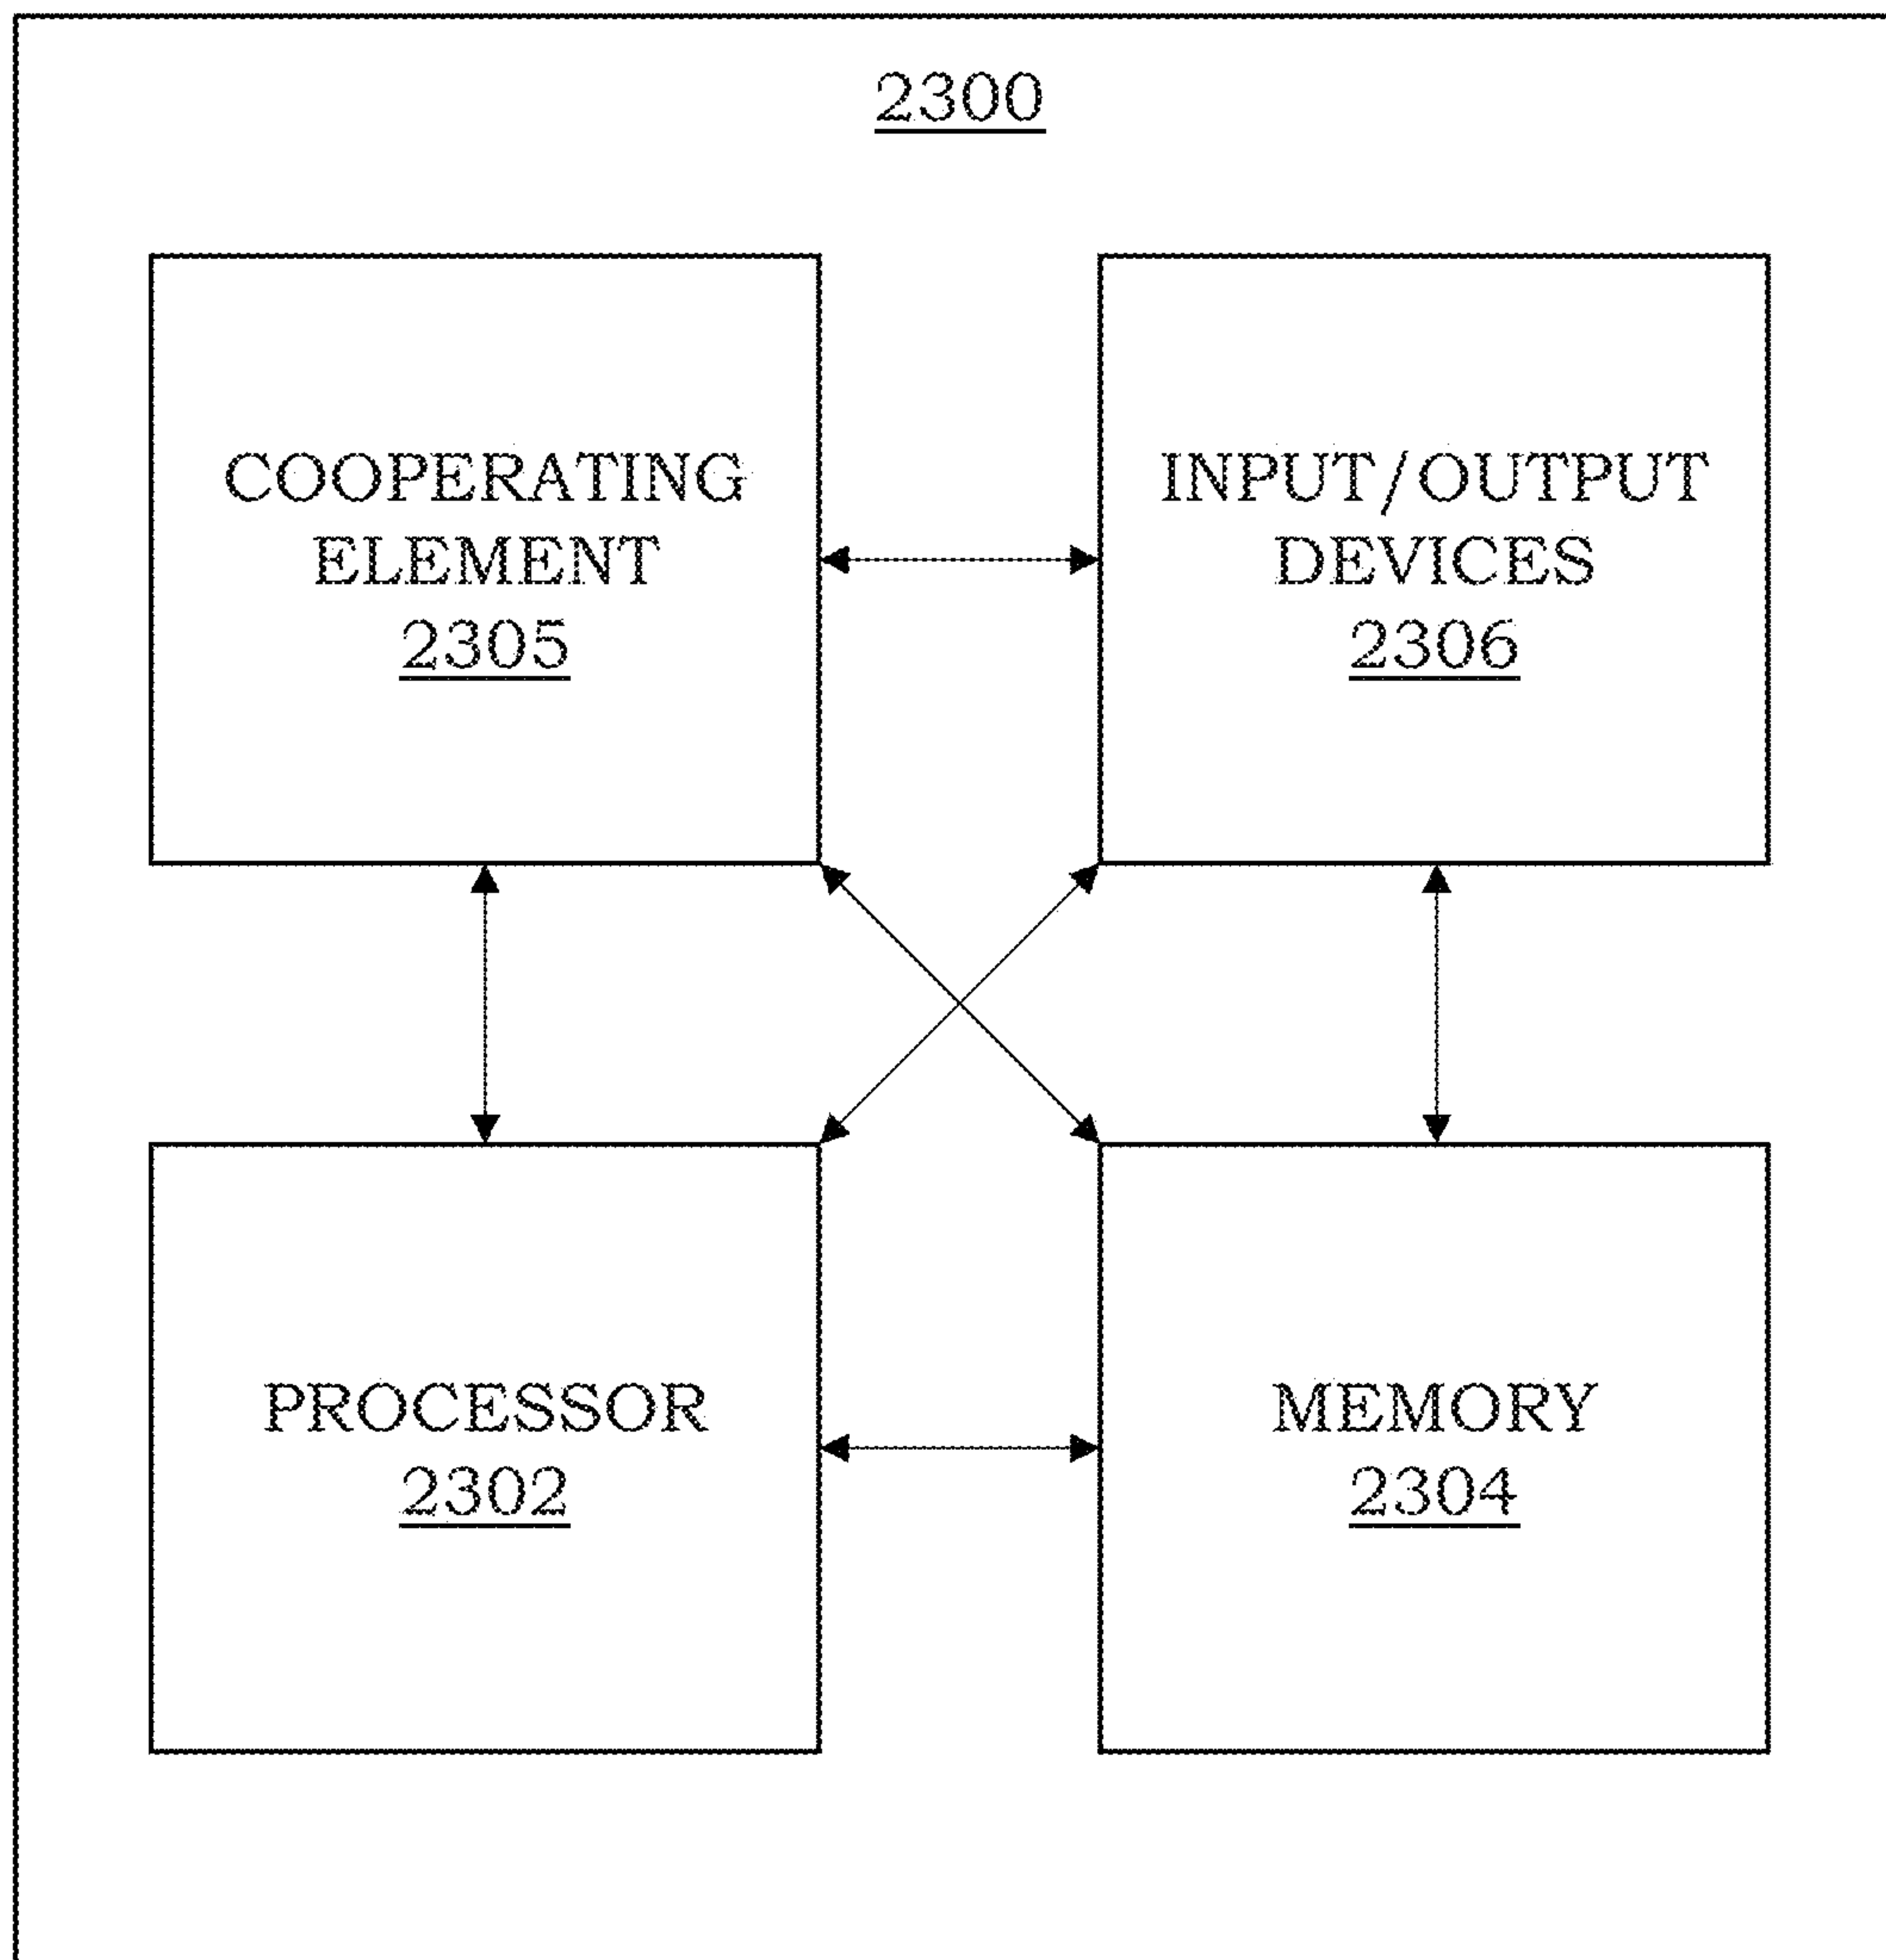 2300
COOPERATING
ELEMENT
2305
INPUT/OUTPUT
DEVICES
2306
PROCESSOR
2302
MEMORY
2304